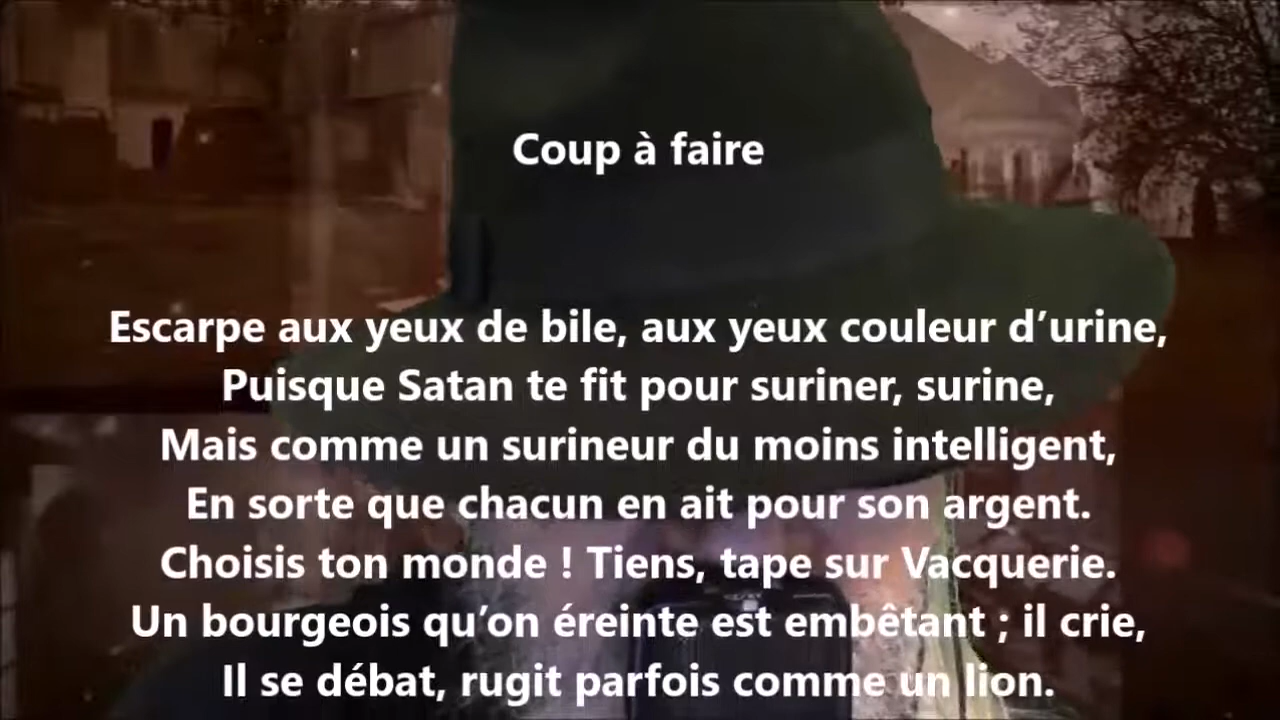 Coup à faire
Escarpe aux yeux de bile, aux yeux couleur d’urine,
Puisque Satan te fit pour suriner, surine,
Mais comme un surineur du moins intelligent,
En sorte que chacun en ait pour son argent.
Choisis ton monde ! Tiens, tape sur Vacquerie.
Un bourgeois qu’on éreinte est embêtant ; il crie,
Il se débat, rugit parfois comme un lion.